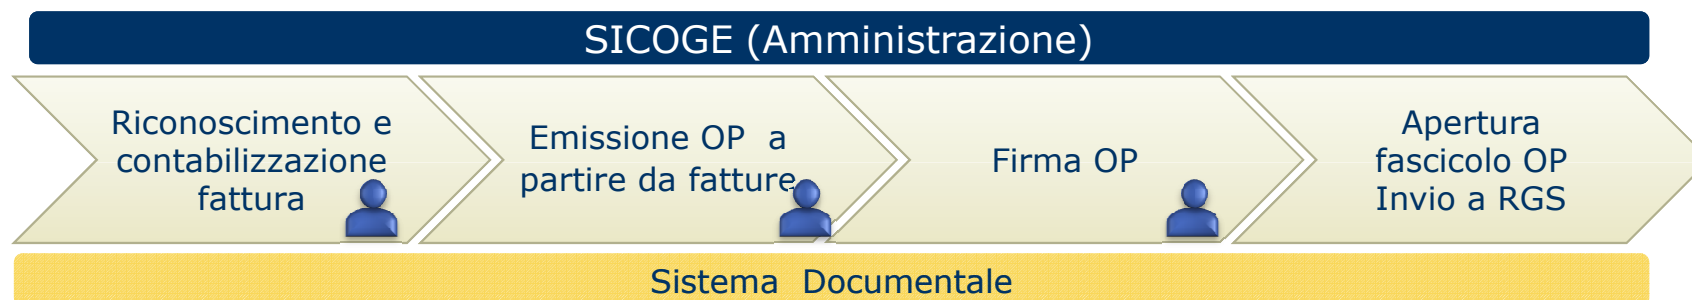 SICOGE (Amministrazione)
Riconoscimento e
contabilizzazione
fattura
Emissione OP a
partire da fatture
Firma OP
Apertura
fascicolo OP
Invio a RGS
Sistema Documentale